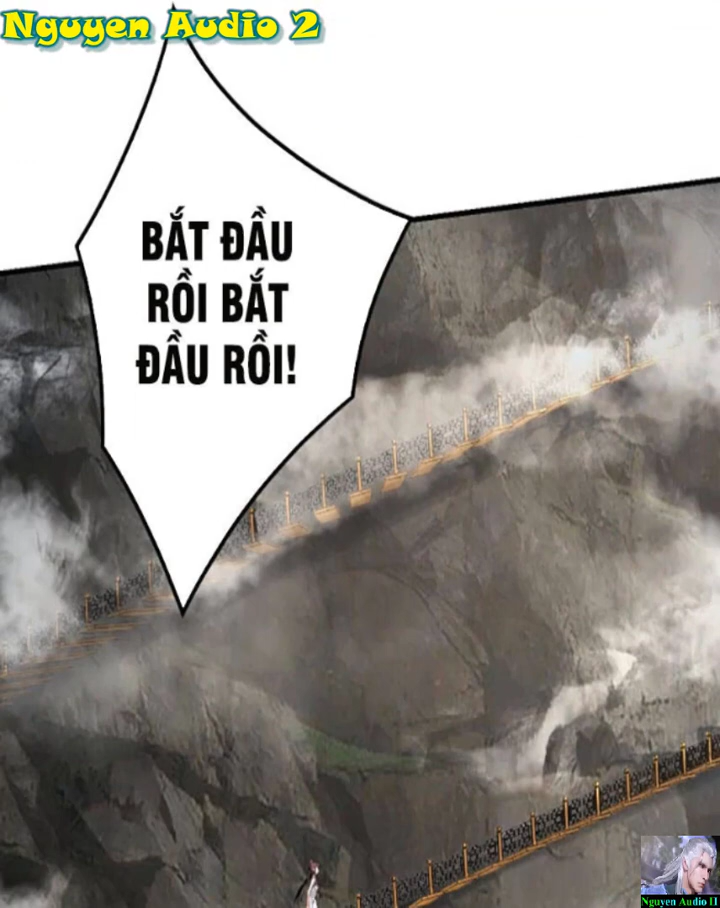 Nguyen Audio 2
BẮT ĐẦU
RỒI BẮT
ĐẦU RỒI!
Nguyen Audio II